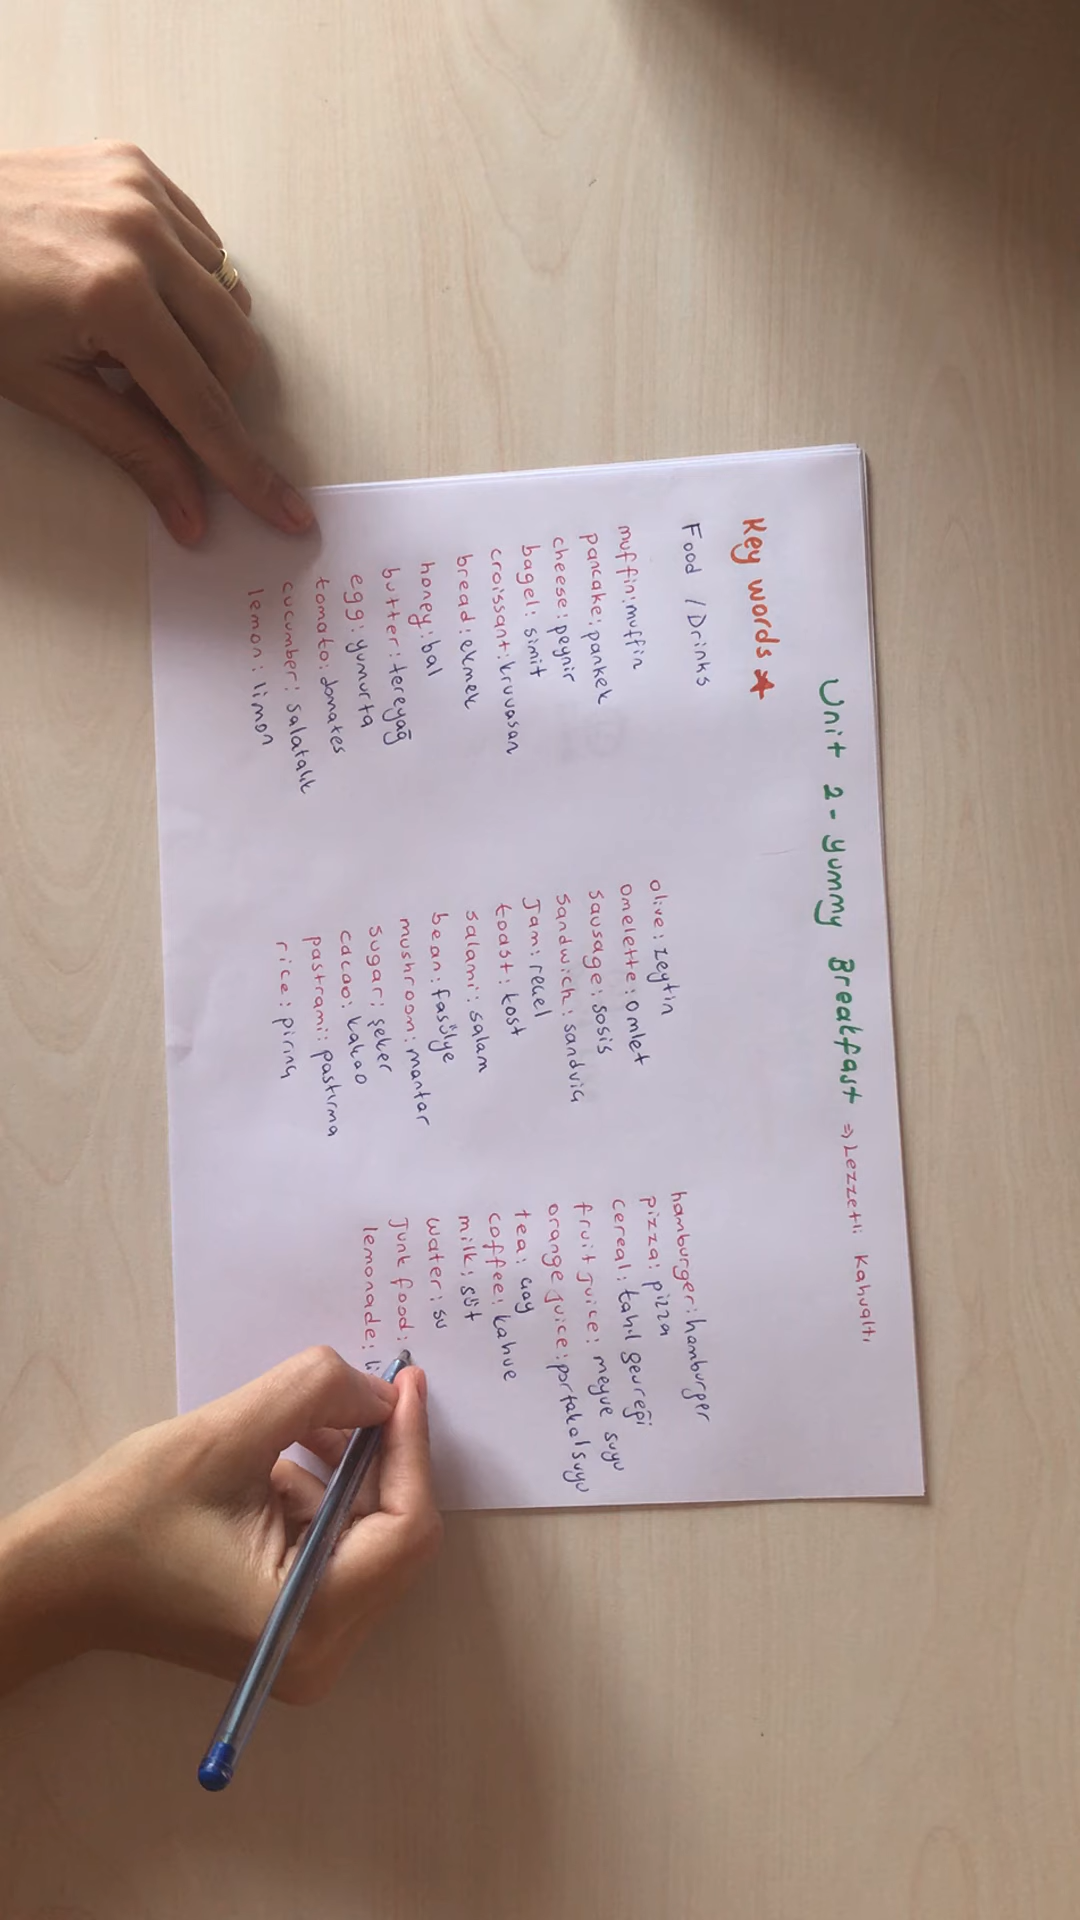 Unit 2 - Yummy Breakfast => Lezzetli Kahvaltı
Key words ★
Food / Drinks
muffin: muffin
pancake: pankek
cheese: peynir
bagel: simit
croissant: kruvasan
bread: ekmek
honey: bal
butter: tereyağ
egg: yumurta
tomato: domates
cucumber: salatalık
lemon: limon
olive: zeytin
omelette: omlet
sausage: sosis
sandwich: sandviç
Jam: reçel
toast: tost
salami: salam
bean: fasülye
mushroom: mantar
sugar: şeker
cacao: kakao
pastrami: pastırma
rice: pirinç
hamburger: hamburger
pizza: pizza
cereal: tahıl gevreği
fruit juice: meyve suyu
orange juice: portakal suyu
tea: çay
coffee: kahve
milk: süt
water: su
Junk food:
lemonade: li